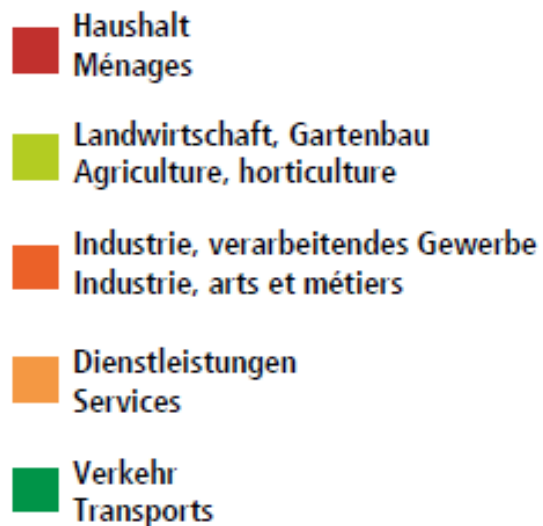 Haushalt
Ménages
Landwirtschaft, Gartenbau
Agriculture, horticulture
Industrie, verarbeitendes Gewerbe
Industrie, arts et métiers
Dienstleistungen
Services
Verkehr
Transports